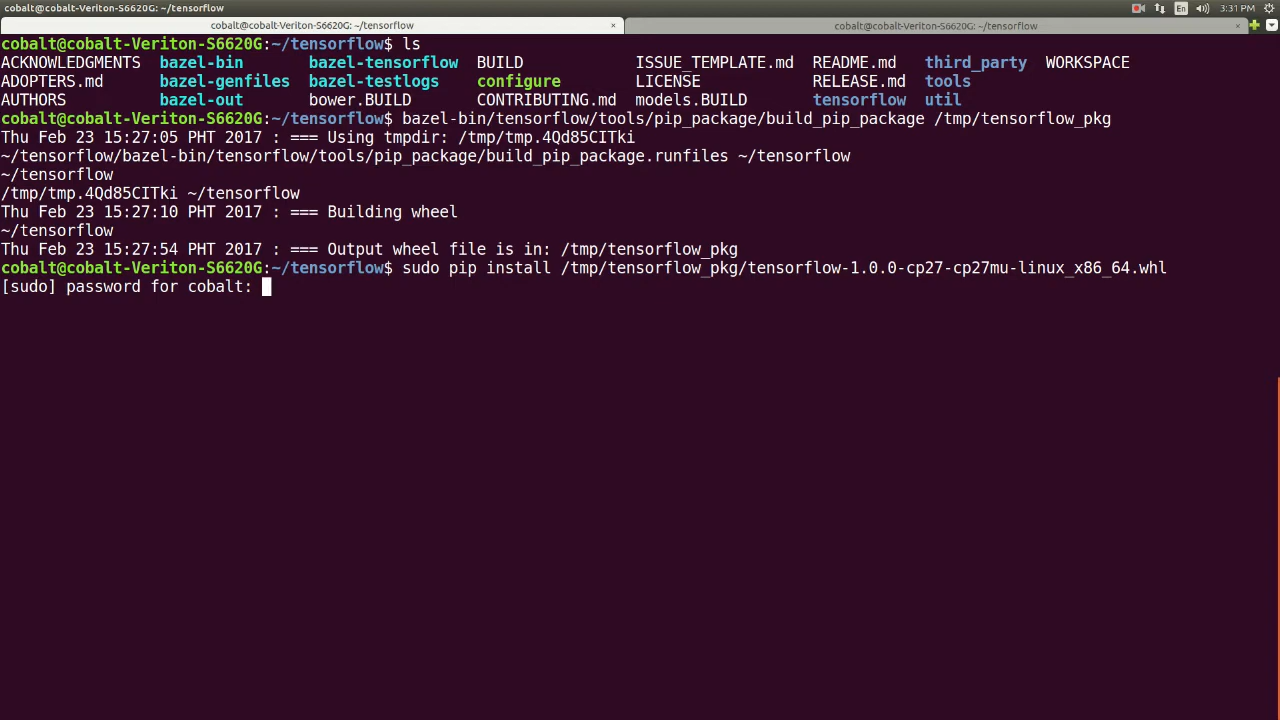 cobalt@cobalt-Veriton-S6620G: ~/tensorflow En 3:31 PM
cobalt@cobalt-Veriton-S6620G: ~/tensorflow × cobalt@cobalt-Veriton-S6620G: ~/tensorflow ×
cobalt@cobalt-Veriton-S6620G:~/tensorflow$ ls
ACKNOWLEDGMENTS bazel-bin bazel-tensorflow BUILD ISSUE_TEMPLATE.md README.md third_party WORKSPACE
ADOPTERS.md bazel-genfiles bazel-testlogs configure LICENSE RELEASE.md tools
AUTHORS bazel-out bower.BUILD CONTRIBUTING.md models.BUILD tensorflow util
cobalt@cobalt-Veriton-S6620G:~/tensorflow$ bazel-bin/tensorflow/tools/pip_package/build_pip_package /tmp/tensorflow_pkg
Thu Feb 23 15:27:05 PHT 2017 : === Using tmpdir: /tmp/tmp.4Qd85CITki
~/tensorflow/bazel-bin/tensorflow/tools/pip_package/build_pip_package.runfiles ~/tensorflow
~/tensorflow
/tmp/tmp.4Qd85CITki ~/tensorflow
Thu Feb 23 15:27:10 PHT 2017 : === Building wheel
~/tensorflow
Thu Feb 23 15:27:54 PHT 2017 : === Output wheel file is in: /tmp/tensorflow_pkg
cobalt@cobalt-Veriton-S6620G:~/tensorflow$ sudo pip install /tmp/tensorflow_pkg/tensorflow-1.0.0-cp27-cp27mu-linux_x86_64.whl
[sudo] password for cobalt: